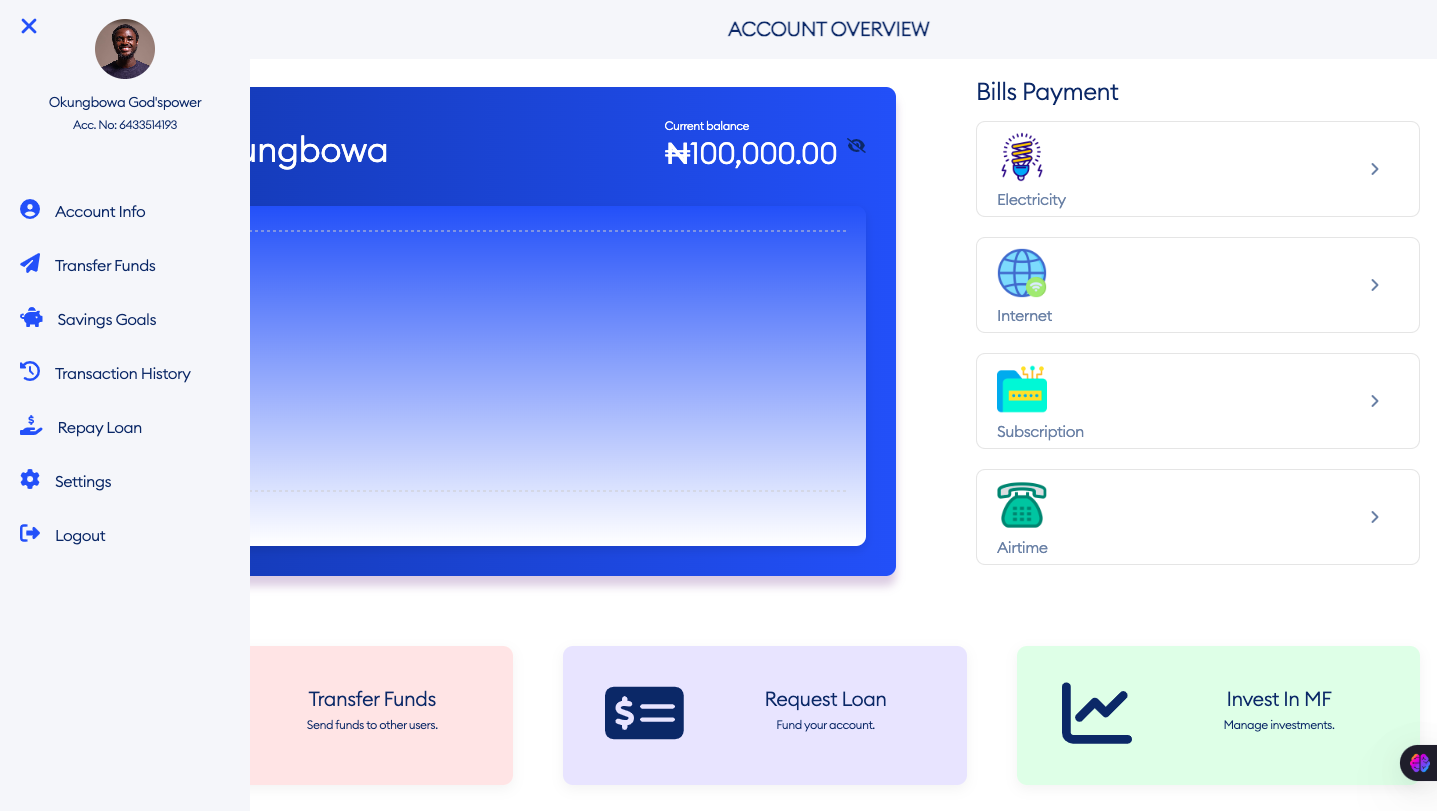 ACCOUNT OVERVIEW
Okungbowa God'spower
Acc. No: 6433514193
Account Info
Transfer Funds
Savings Goals
Transaction History
Repay Loan
Settings
Logout
ungbowa
Current balance
₦100,000.00
Bills Payment
Electricity
Internet
Subscription
Airtime
Transfer Funds
Send funds to other users.
Request Loan
Fund your account.
Invest In MF
Manage investments.